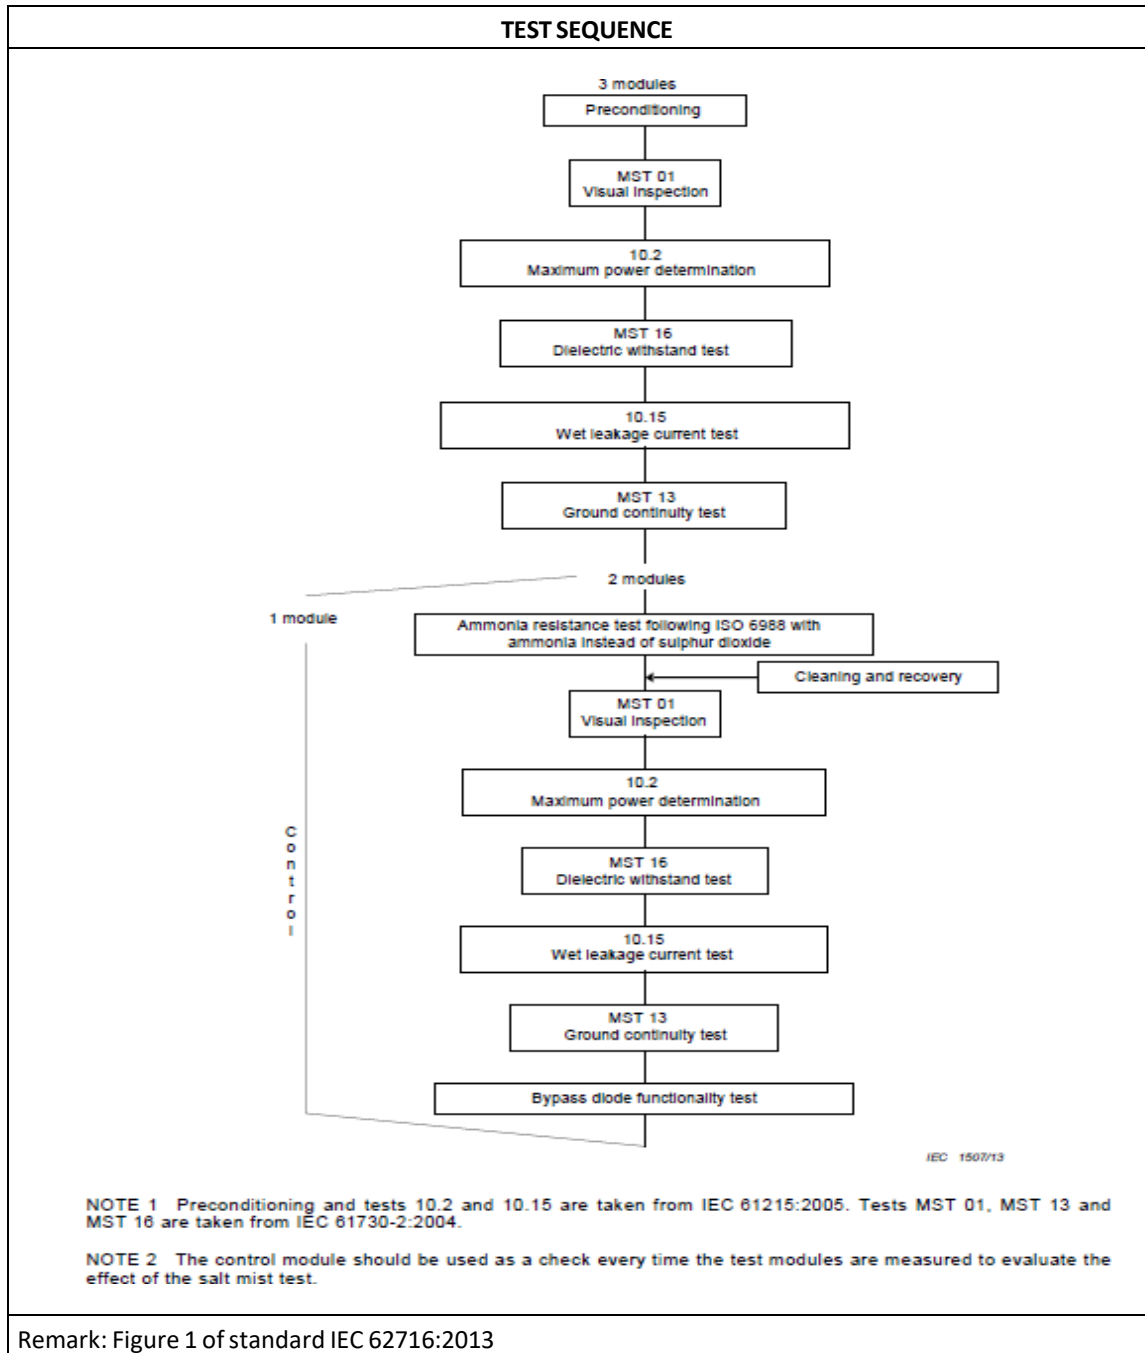 TEST SEQUENCE
3 modules
Preconditioning
MST 01
Visual inspection
10.2
Maximum power determination
MST 16
Dielectric withstand test
10.15
Wet leakage current test
MST 13
Ground continuity test
2 modules
1 module
Ammonia resistance test following ISO 6988 with
ammonia instead of sulphur dioxide
Cleaning and recovery
MST 01
Visual inspection
10.2
Maximum power determination
C
o
n
t
r
o
l
MST 16
Dielectric withstand test
10.15
Wet leakage current test
MST 13
Ground continuity test
Bypass diode functionality test
IEC 1507/13
NOTE 1 Preconditioning and tests 10.2 and 10.15 are taken from IEC 61215:2005. Tests MST 01, MST 13 and
MST 16 are taken from IEC 61730-2:2004.
NOTE 2 The control module should be used as a check every time the test modules are measured to evaluate the
effect of the salt mist test.
Remark: Figure 1 of standard IEC 62716:2013